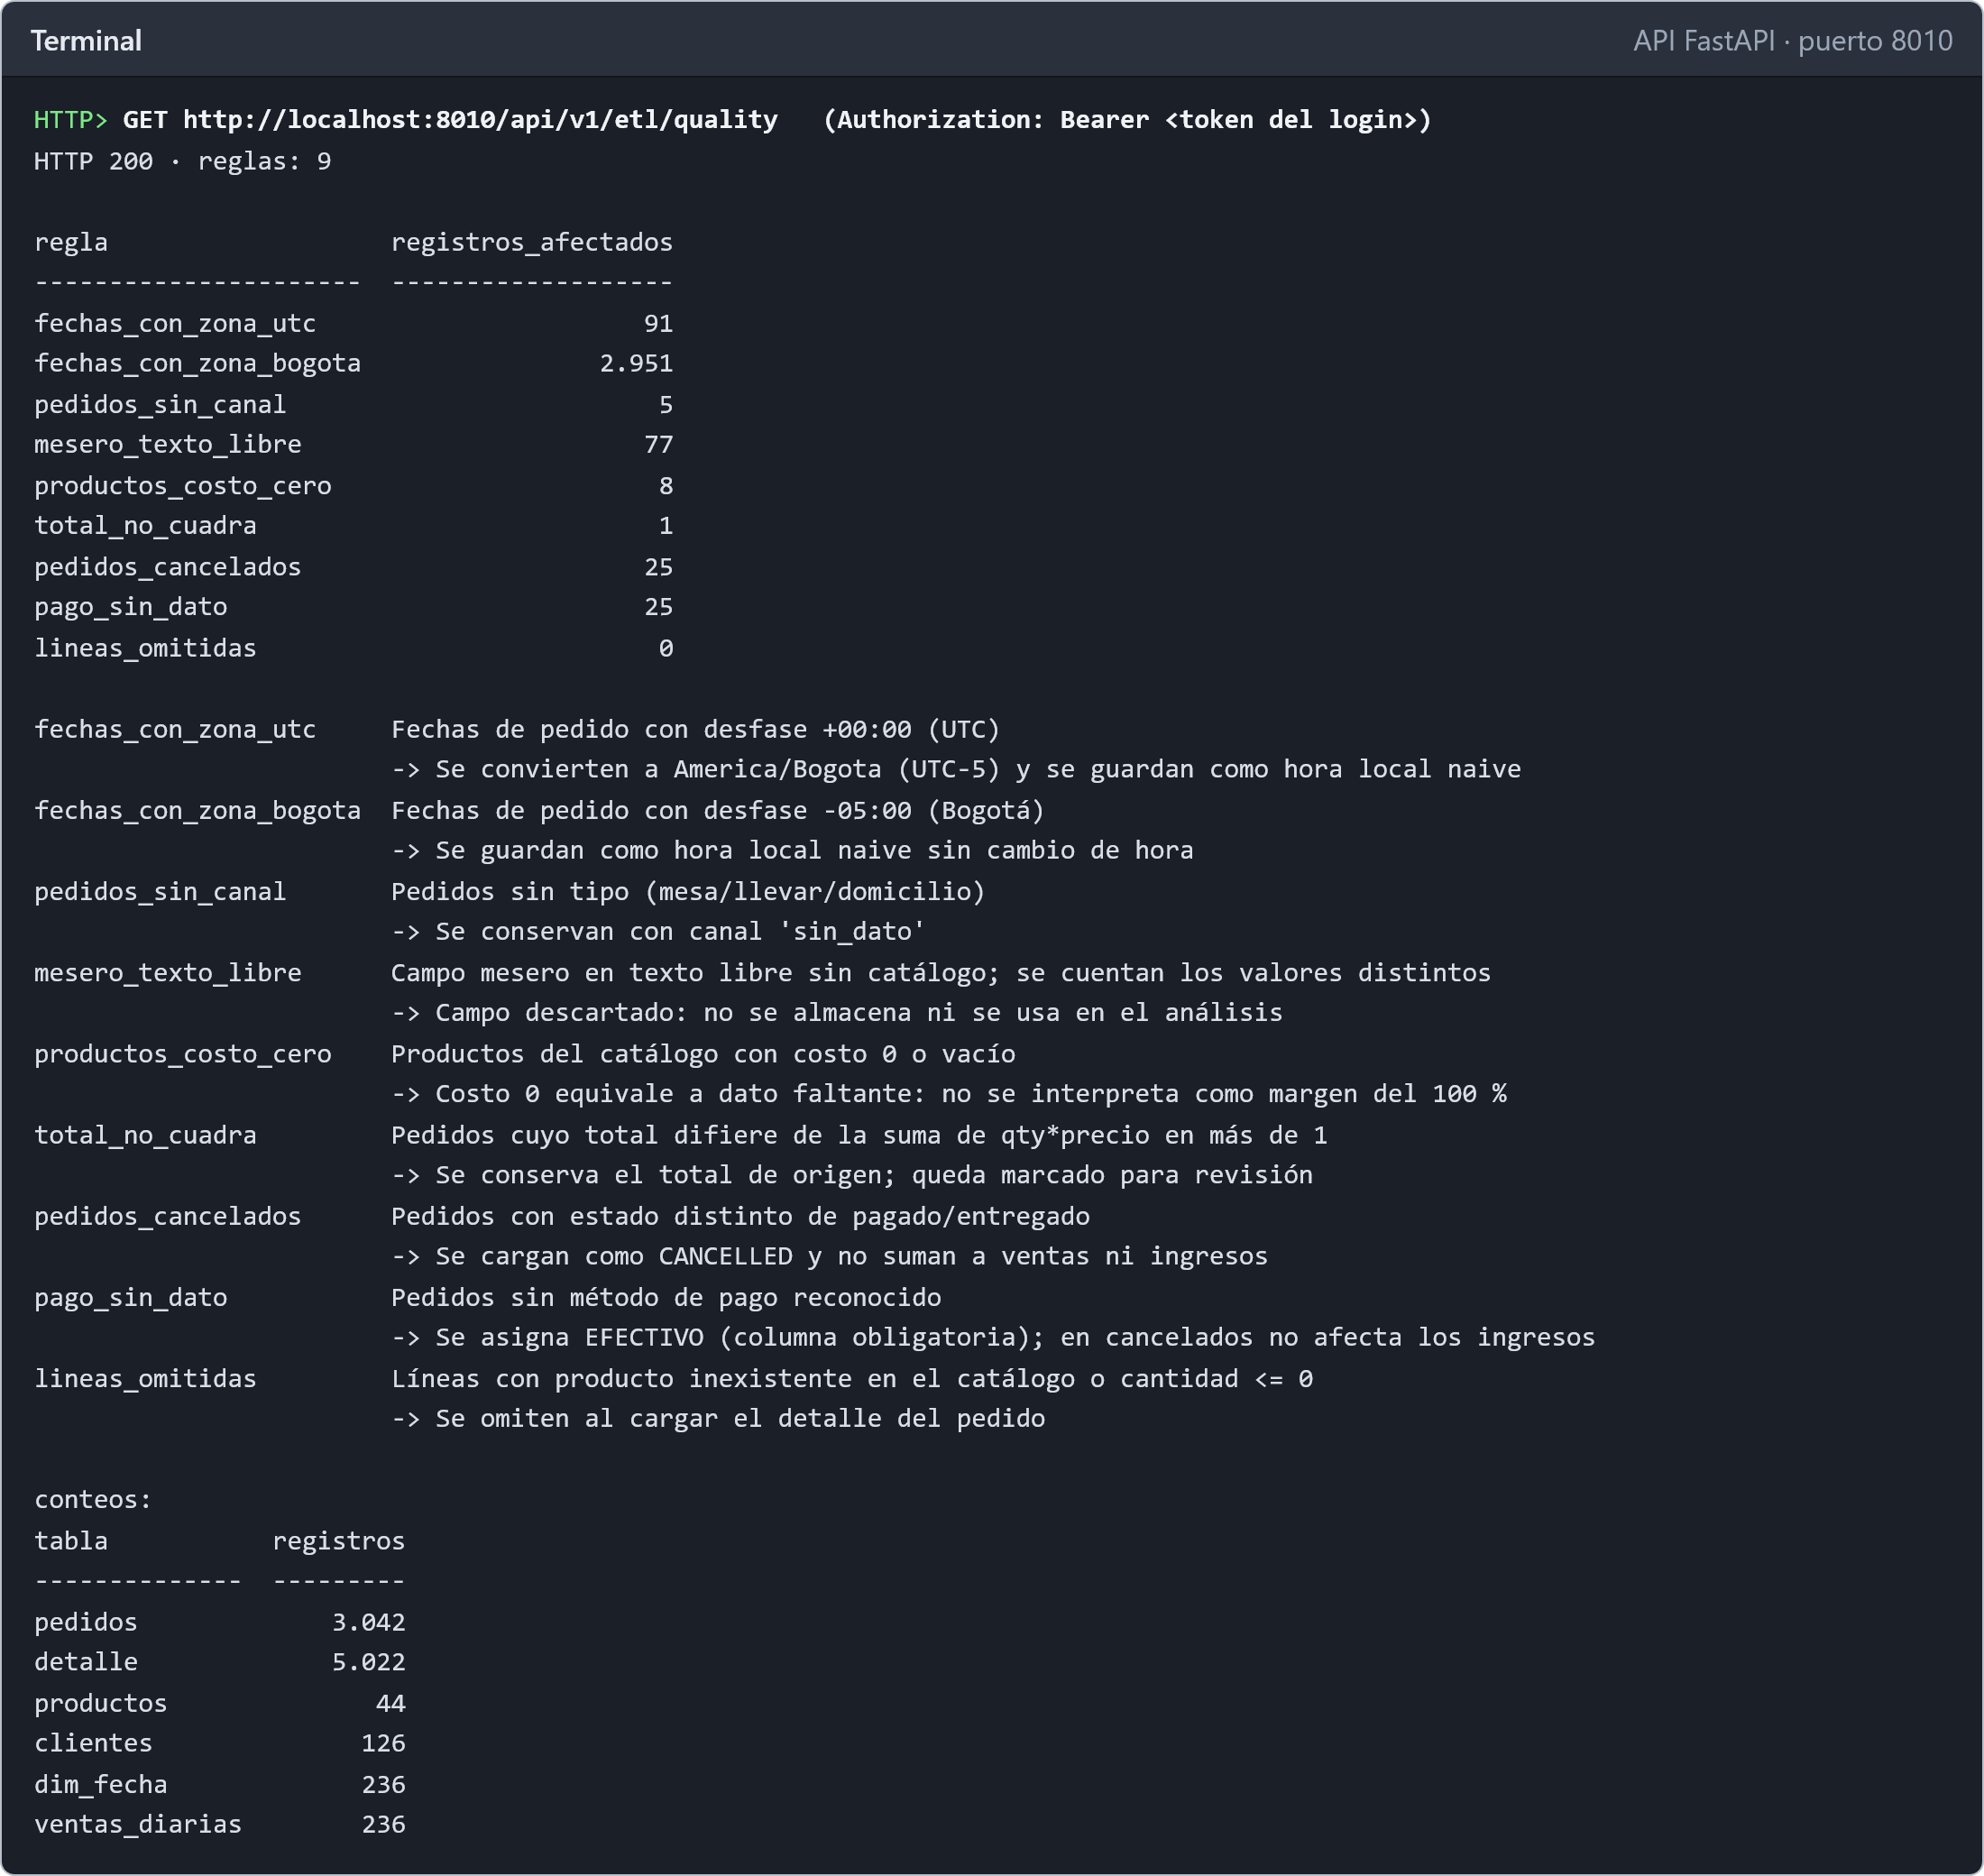 Terminal
API FastAPI · puerto 8010
HTTP> GET http://localhost:8010/api/v1/etl/quality   (Authorization: Bearer <token del login>)
HTTP 200 · reglas: 9
regla                   registros_afectados
----------------------  -------------------
fechas_con_zona_utc                      91
fechas_con_zona_bogota                2.951
pedidos_sin_canal                         5
mesero_texto_libre                       77
productos_costo_cero                      8
total_no_cuadra                           1
pedidos_cancelados                       25
pago_sin_dato                            25
lineas_omitidas                           0
fechas_con_zona_utc     Fechas de pedido con desfase +00:00 (UTC)
                        -> Se convierten a America/Bogota (UTC-5) y se guardan como hora local naive
fechas_con_zona_bogota  Fechas de pedido con desfase -05:00 (Bogotá)
                        -> Se guardan como hora local naive sin cambio de hora
pedidos_sin_canal       Pedidos sin tipo (mesa/llevar/domicilio)
                        -> Se conservan con canal 'sin_dato'
mesero_texto_libre      Campo mesero en texto libre sin catálogo; se cuentan los valores distintos
                        -> Campo descartado: no se almacena ni se usa en el análisis
productos_costo_cero    Productos del catálogo con costo 0 o vacío
                        -> Costo 0 equivale a dato faltante: no se interpreta como margen del 100 %
total_no_cuadra         Pedidos cuyo total difiere de la suma de qty*precio en más de 1
                        -> Se conserva el total de origen; queda marcado para revisión
pedidos_cancelados      Pedidos con estado distinto de pagado/entregado
                        -> Se cargan como CANCELLED y no suman a ventas ni ingresos
pago_sin_dato           Pedidos sin método de pago reconocido
                        -> Se asigna EFECTIVO (columna obligatoria); en cancelados no afecta los ingresos
lineas_omitidas         Líneas con producto inexistente en el catálogo o cantidad <= 0
                        -> Se omiten al cargar el detalle del pedido
conteos:
tabla           registros
--------------  ---------
pedidos             3.042
detalle             5.022
productos              44
clientes              126
dim_fecha             236
ventas_diarias        236